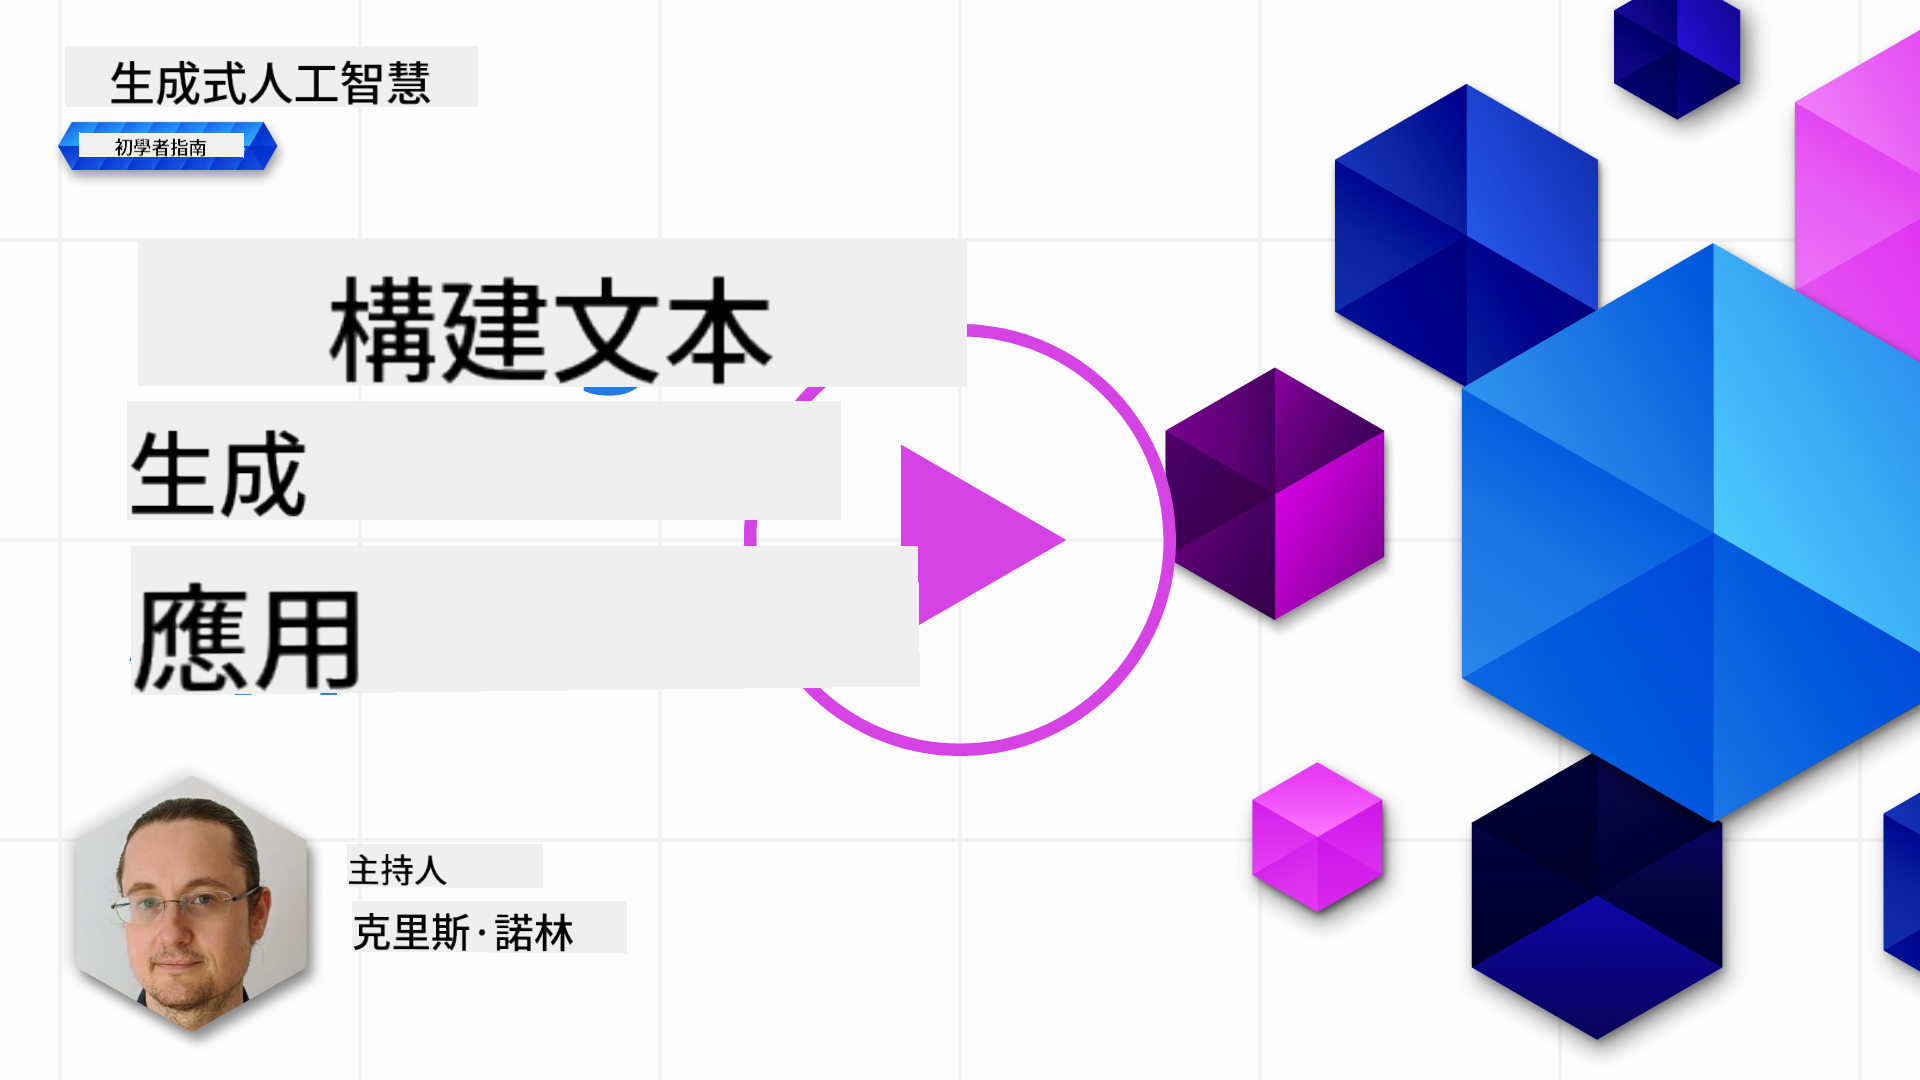 生成式人工智慧
初學者指南
構建文本
生成
應用
主持人
克里斯·諾林